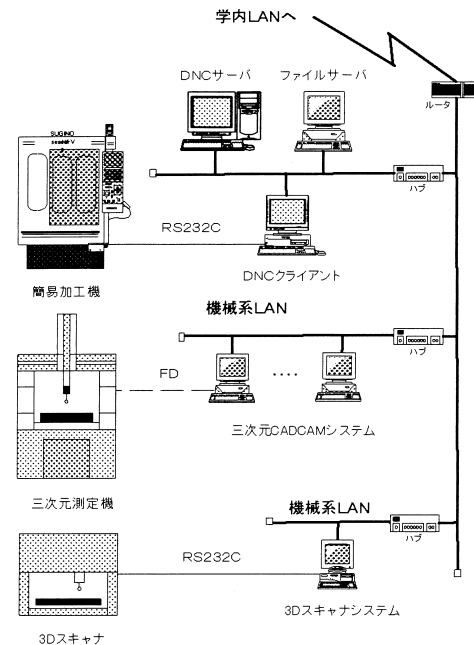 学内LANへ
DNCサーバ
ファイルサーバ
ルータ
SUGINO
ハブ
RS232C
DNCクライアント
簡易加工機
機械系LAN
ハブ
FD
三次元CADCAMシステム
三次元測定機
機械系LAN
ハブ
RS232C
3Dスキャナシステム
3Dスキャナ